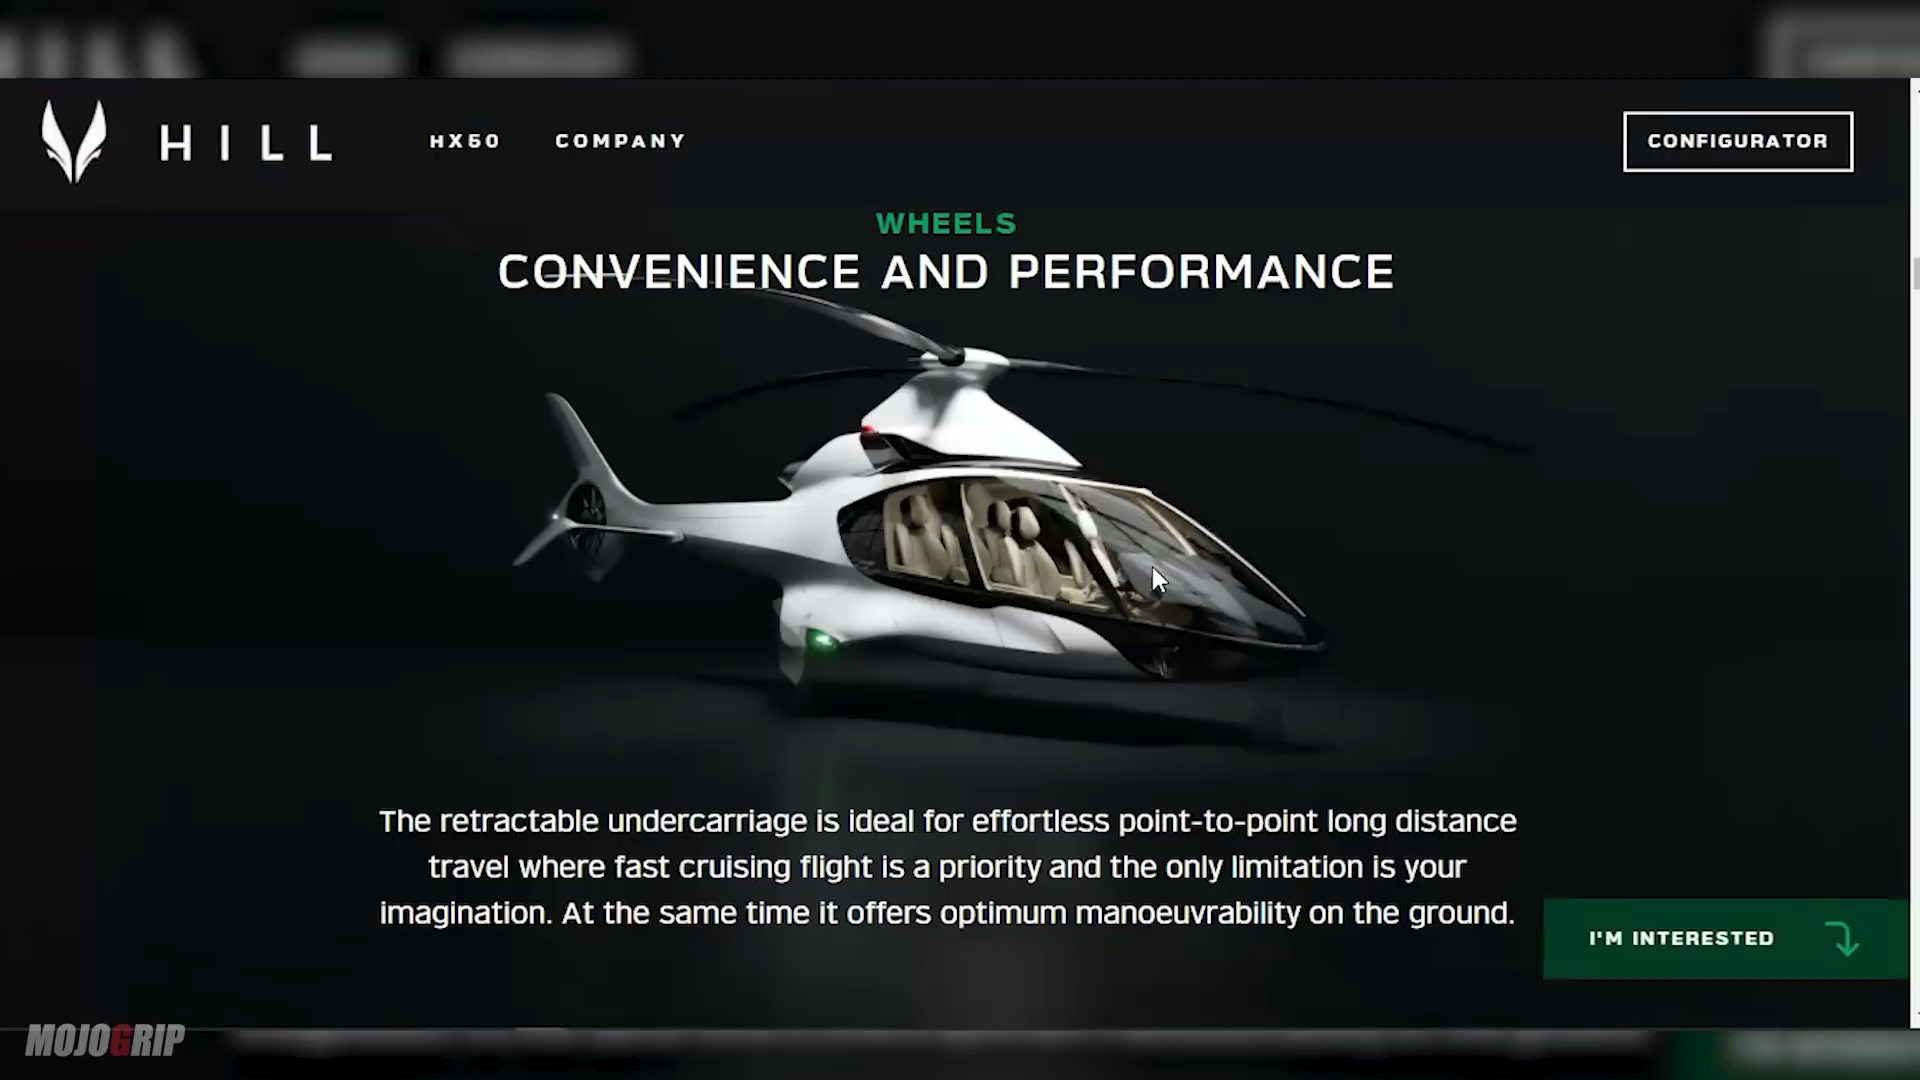 HILL
HX50
COMPANY
CONFIGURATOR
WHEELS
CONVENIENCE AND PERFORMANCE
The retractable undercarriage is ideal for effortless point-to-point long distance
travel where fast cruising flight is a priority and the only limitation is your
imagination. At the same time it offers optimum manoeuvrability on the ground.
I'M INTERESTED
MOJOGRIP